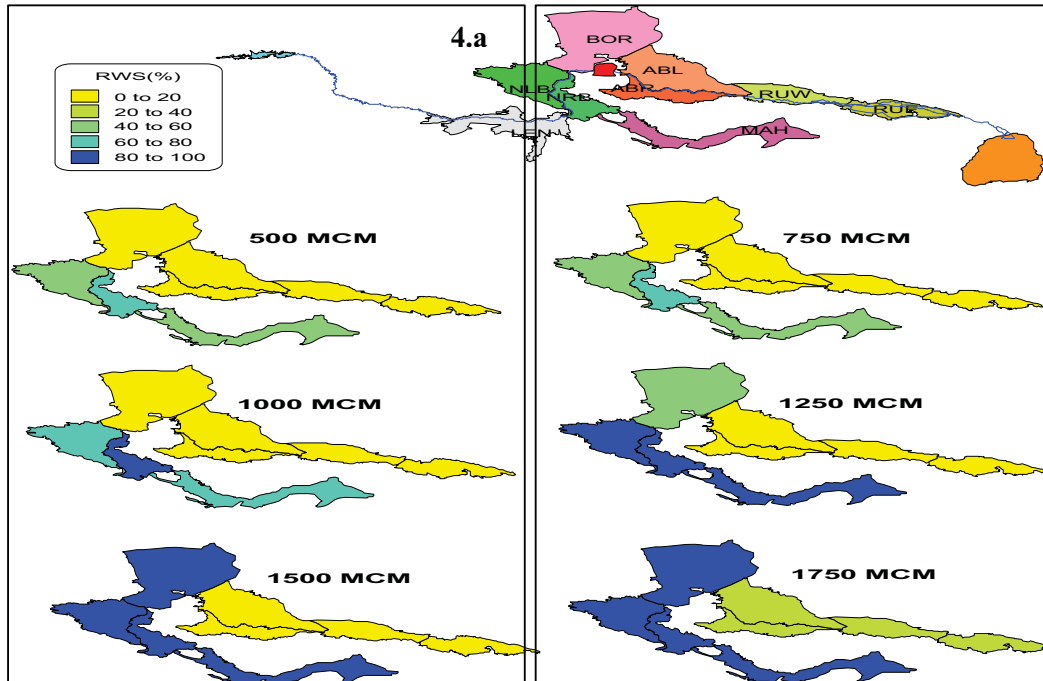 4.a
RWS(%)
0 to 20
20 to 40
40 to 60
60 to 80
80 to 100
BOR
ABL
NLB
NRB
ABR
RUW
LEN
MAH
500 MCM
750 MCM
1000 MCM
1250 MCM
1500 MCM
1750 MCM